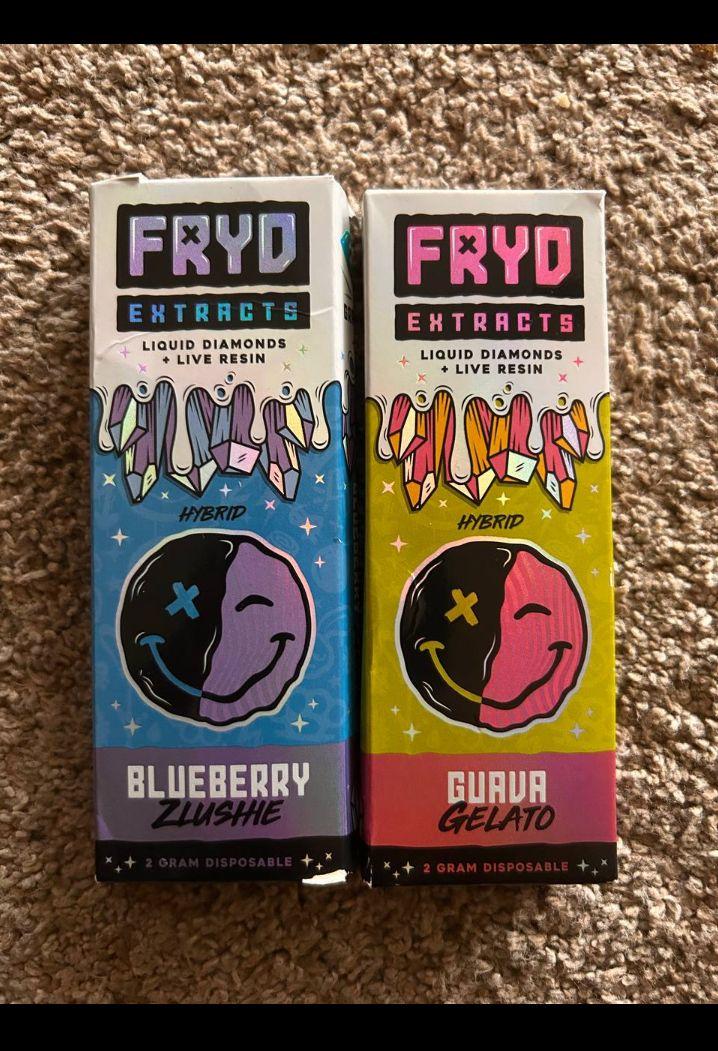 FRYD
EXTRACTS
LIQUID DIAMONDS
+ LIVE RESIN
HYBRID
BLUEBERRY
ZLUSHIE
2 GRAM DISPOSABLE
FRYD
EXTRACTS
LIQUID DIAMONDS
+ LIVE RESIN
HYBRID
GUAVA
GELATO
2 GRAM DISPOSABLE